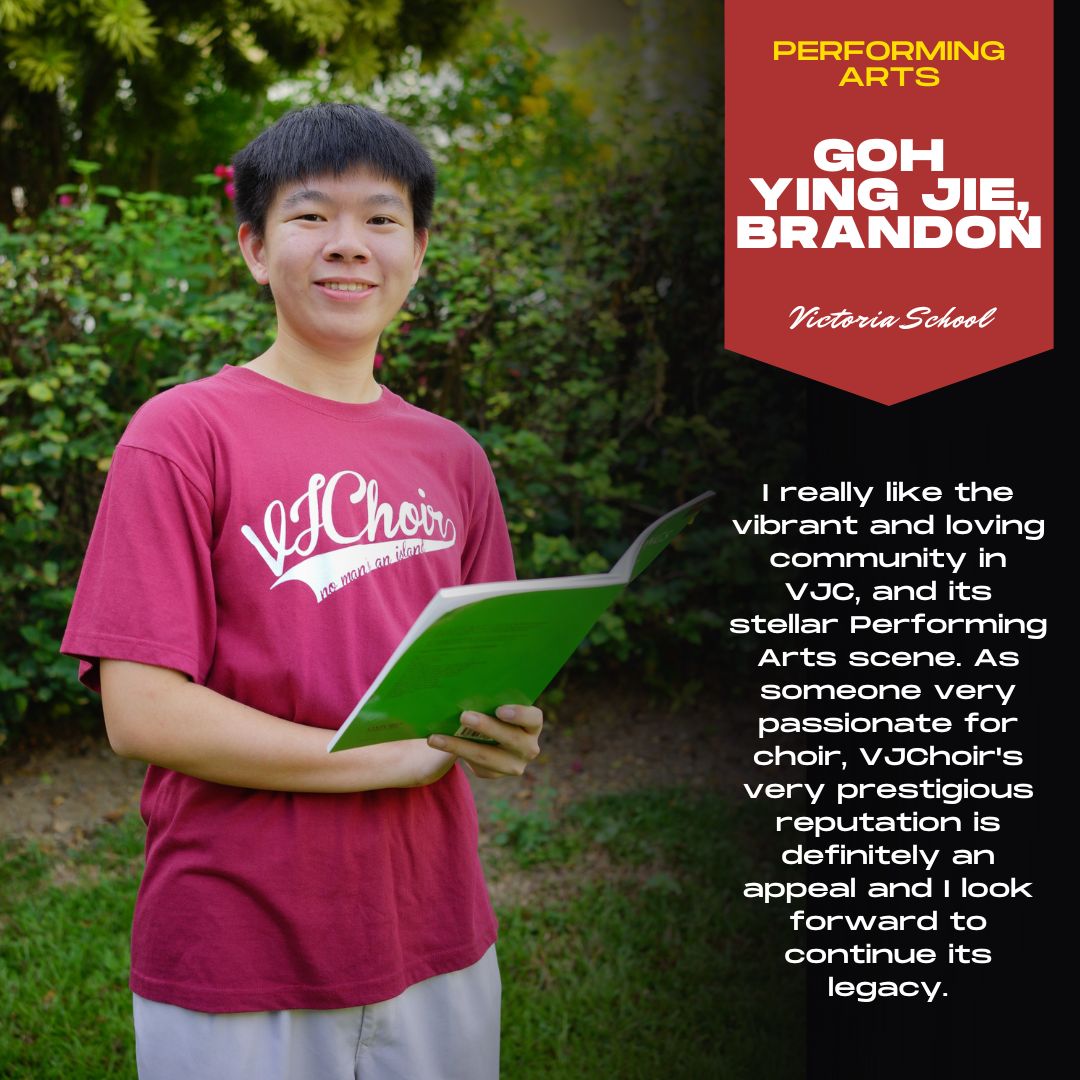 PERFORMING
ARTS
GOH
YING JIE,
BRANDON
Victoria School
VJChoir
no man's an island
I really like the
vibrant and loving
community in
VJC, and its
stellar Performing
Arts scene. As
someone very
passionate for
choir, VJChoir's
very prestigious
reputation is
definitely an
appeal and I look
forward to
continue its
legacy.